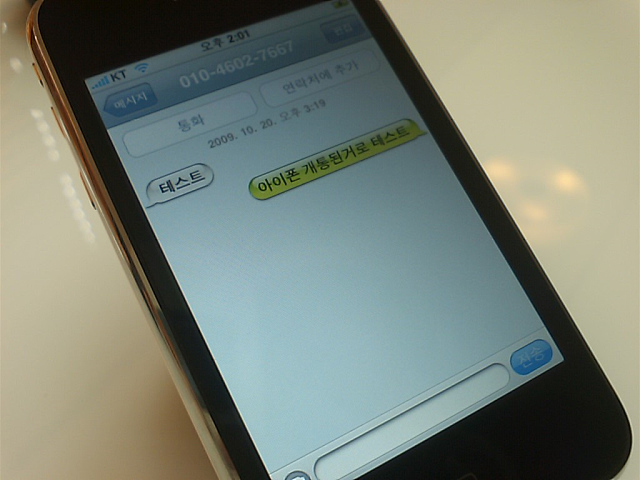 KT 오후 2:01
메시지 010-4602-7667 편집
통화 연락처에 추가
2009. 10. 20. 오후 3:19
아이폰 개통된거로 테스트
테스트
전송